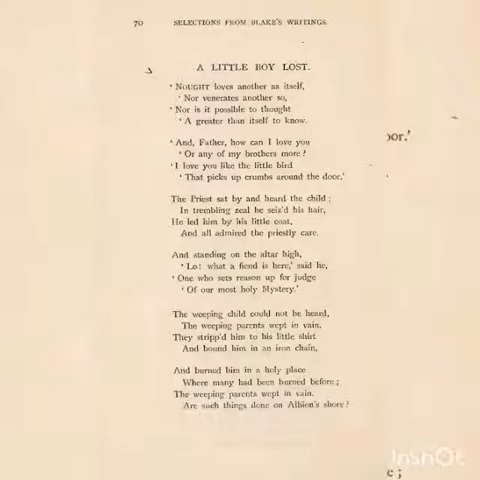 70 SELECTIONS FROM BLAKE'S WRITINGS.
A LITTLE BOY LOST.
' NOUGHT loves another as itself,
' Nor venerates another so,
' Nor is it possible to thought
' A greater than itself to know.
' And, Father, how can I love you
' Or any of my brothers more?
' I love you like the little bird
' That picks up crumbs around the door.'
The Priest sat by and heard the child;
In trembling zeal he seiz'd his hair,
He led him by his little coat,
And all admired the priestly care.
And standing on the altar high,
' Lo: what a fiend is here,' said he,
' One who sets reason up for judge
' Of our most holy Mystery.'
The weeping child could not be heard,
The weeping parents wept in vain,
They stripp'd him to his little shirt
And bound him in an iron chain,
And burned him in a holy place
Where many had been burned before;
The weeping parents wept in vain.
Are such things done on Albion's shore?
oor.'
InShOt
e;